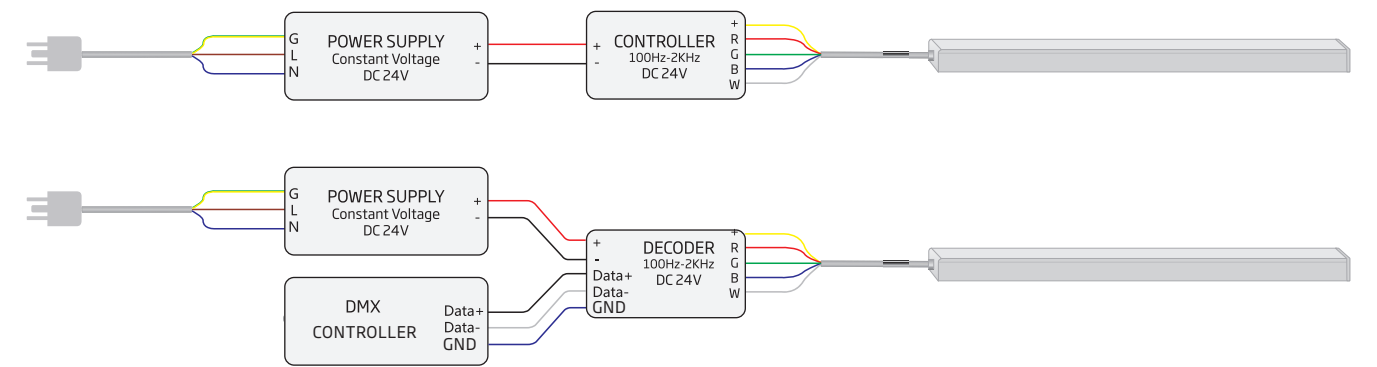 G
L
N
POWER SUPPLY
Constant Voltage
DC 24V
+
-
+
-
CONTROLLER
100Hz-2KHz
DC 24V
+
R
G
B
W
G
L
N
POWER SUPPLY
Constant Voltage
DC 24V
+
-
+
-
Data+
Data-
GND
DECODER
100Hz-2KHz
DC 24V
+
R
G
B
W
DMX
CONTROLLER
Data+
Data-
GND